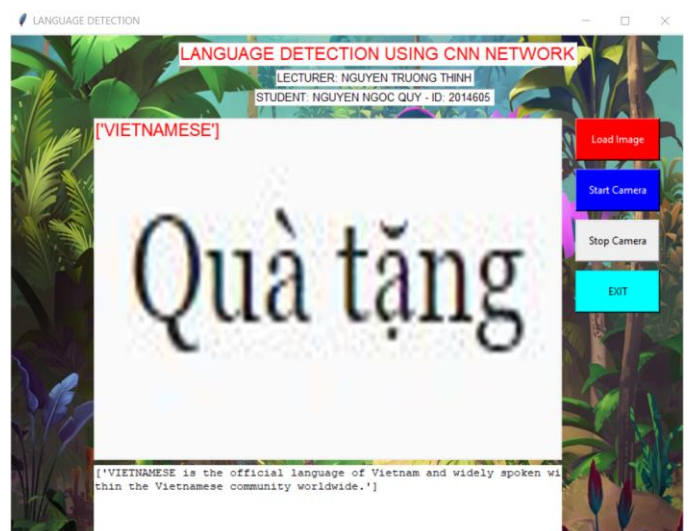 LANGUAGE DETECTION
LANGUAGE DETECTION USING CNN NETWORK
LECTURER: NGUYEN TRUONG THINH
STUDENT: NGUYEN NGOC QUY - ID: 2014605
['VIETNAMESE']
Load Image
Start Camera
Quà tặng
Stop Camera
EXIT
['VIETNAMESE is the official language of Vietnam and widely spoken wi
thin the Vietnamese community worldwide.']